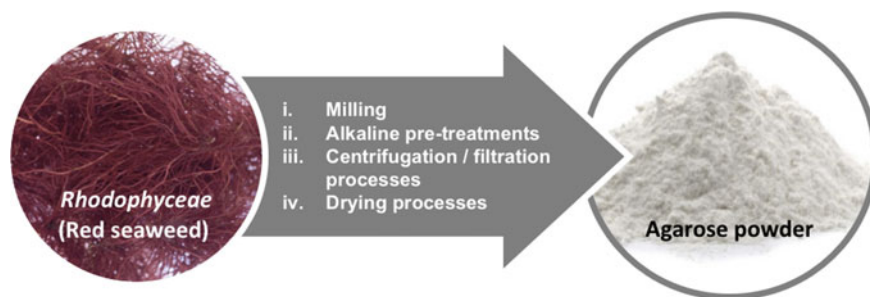 Rhodophyceae
(Red seaweed)
i. Milling
ii. Alkaline pre-treatments
iii. Centrifugation / filtration
processes
iv. Drying processes
Agarose powder